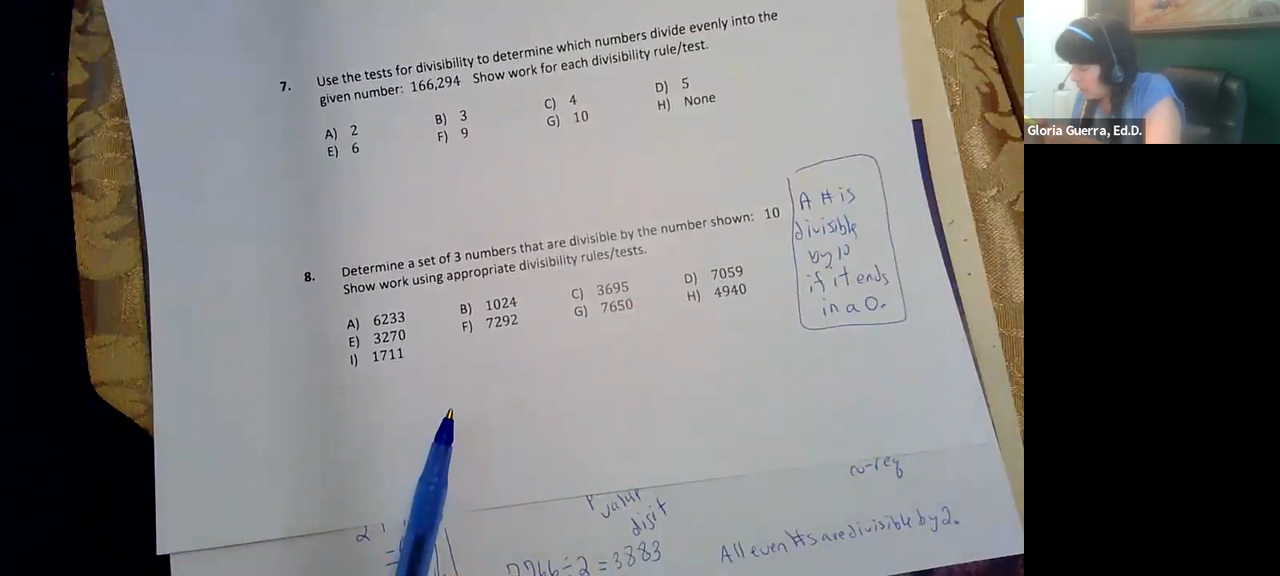 7. Use the tests for divisibility to determine which numbers divide evenly into the
given number: 166,294 Show work for each divisibility rule/test.
A) 2 B) 3 C) 4 D) 5
E) 6 F) 9 G) 10 H) None
8. Determine a set of 3 numbers that are divisible by the number shown: 10
Show work using appropriate divisibility rules/tests.
A) 6233 B) 1024 C) 3695 D) 7059
E) 3270 F) 7292 G) 7650 H) 4940
I) 1711
A # is
divisible
by 10
if it ends
in a 0.
value
digit
÷2=3883
All even #s are divisible by 2.
Gloria Guerra, Ed.D.